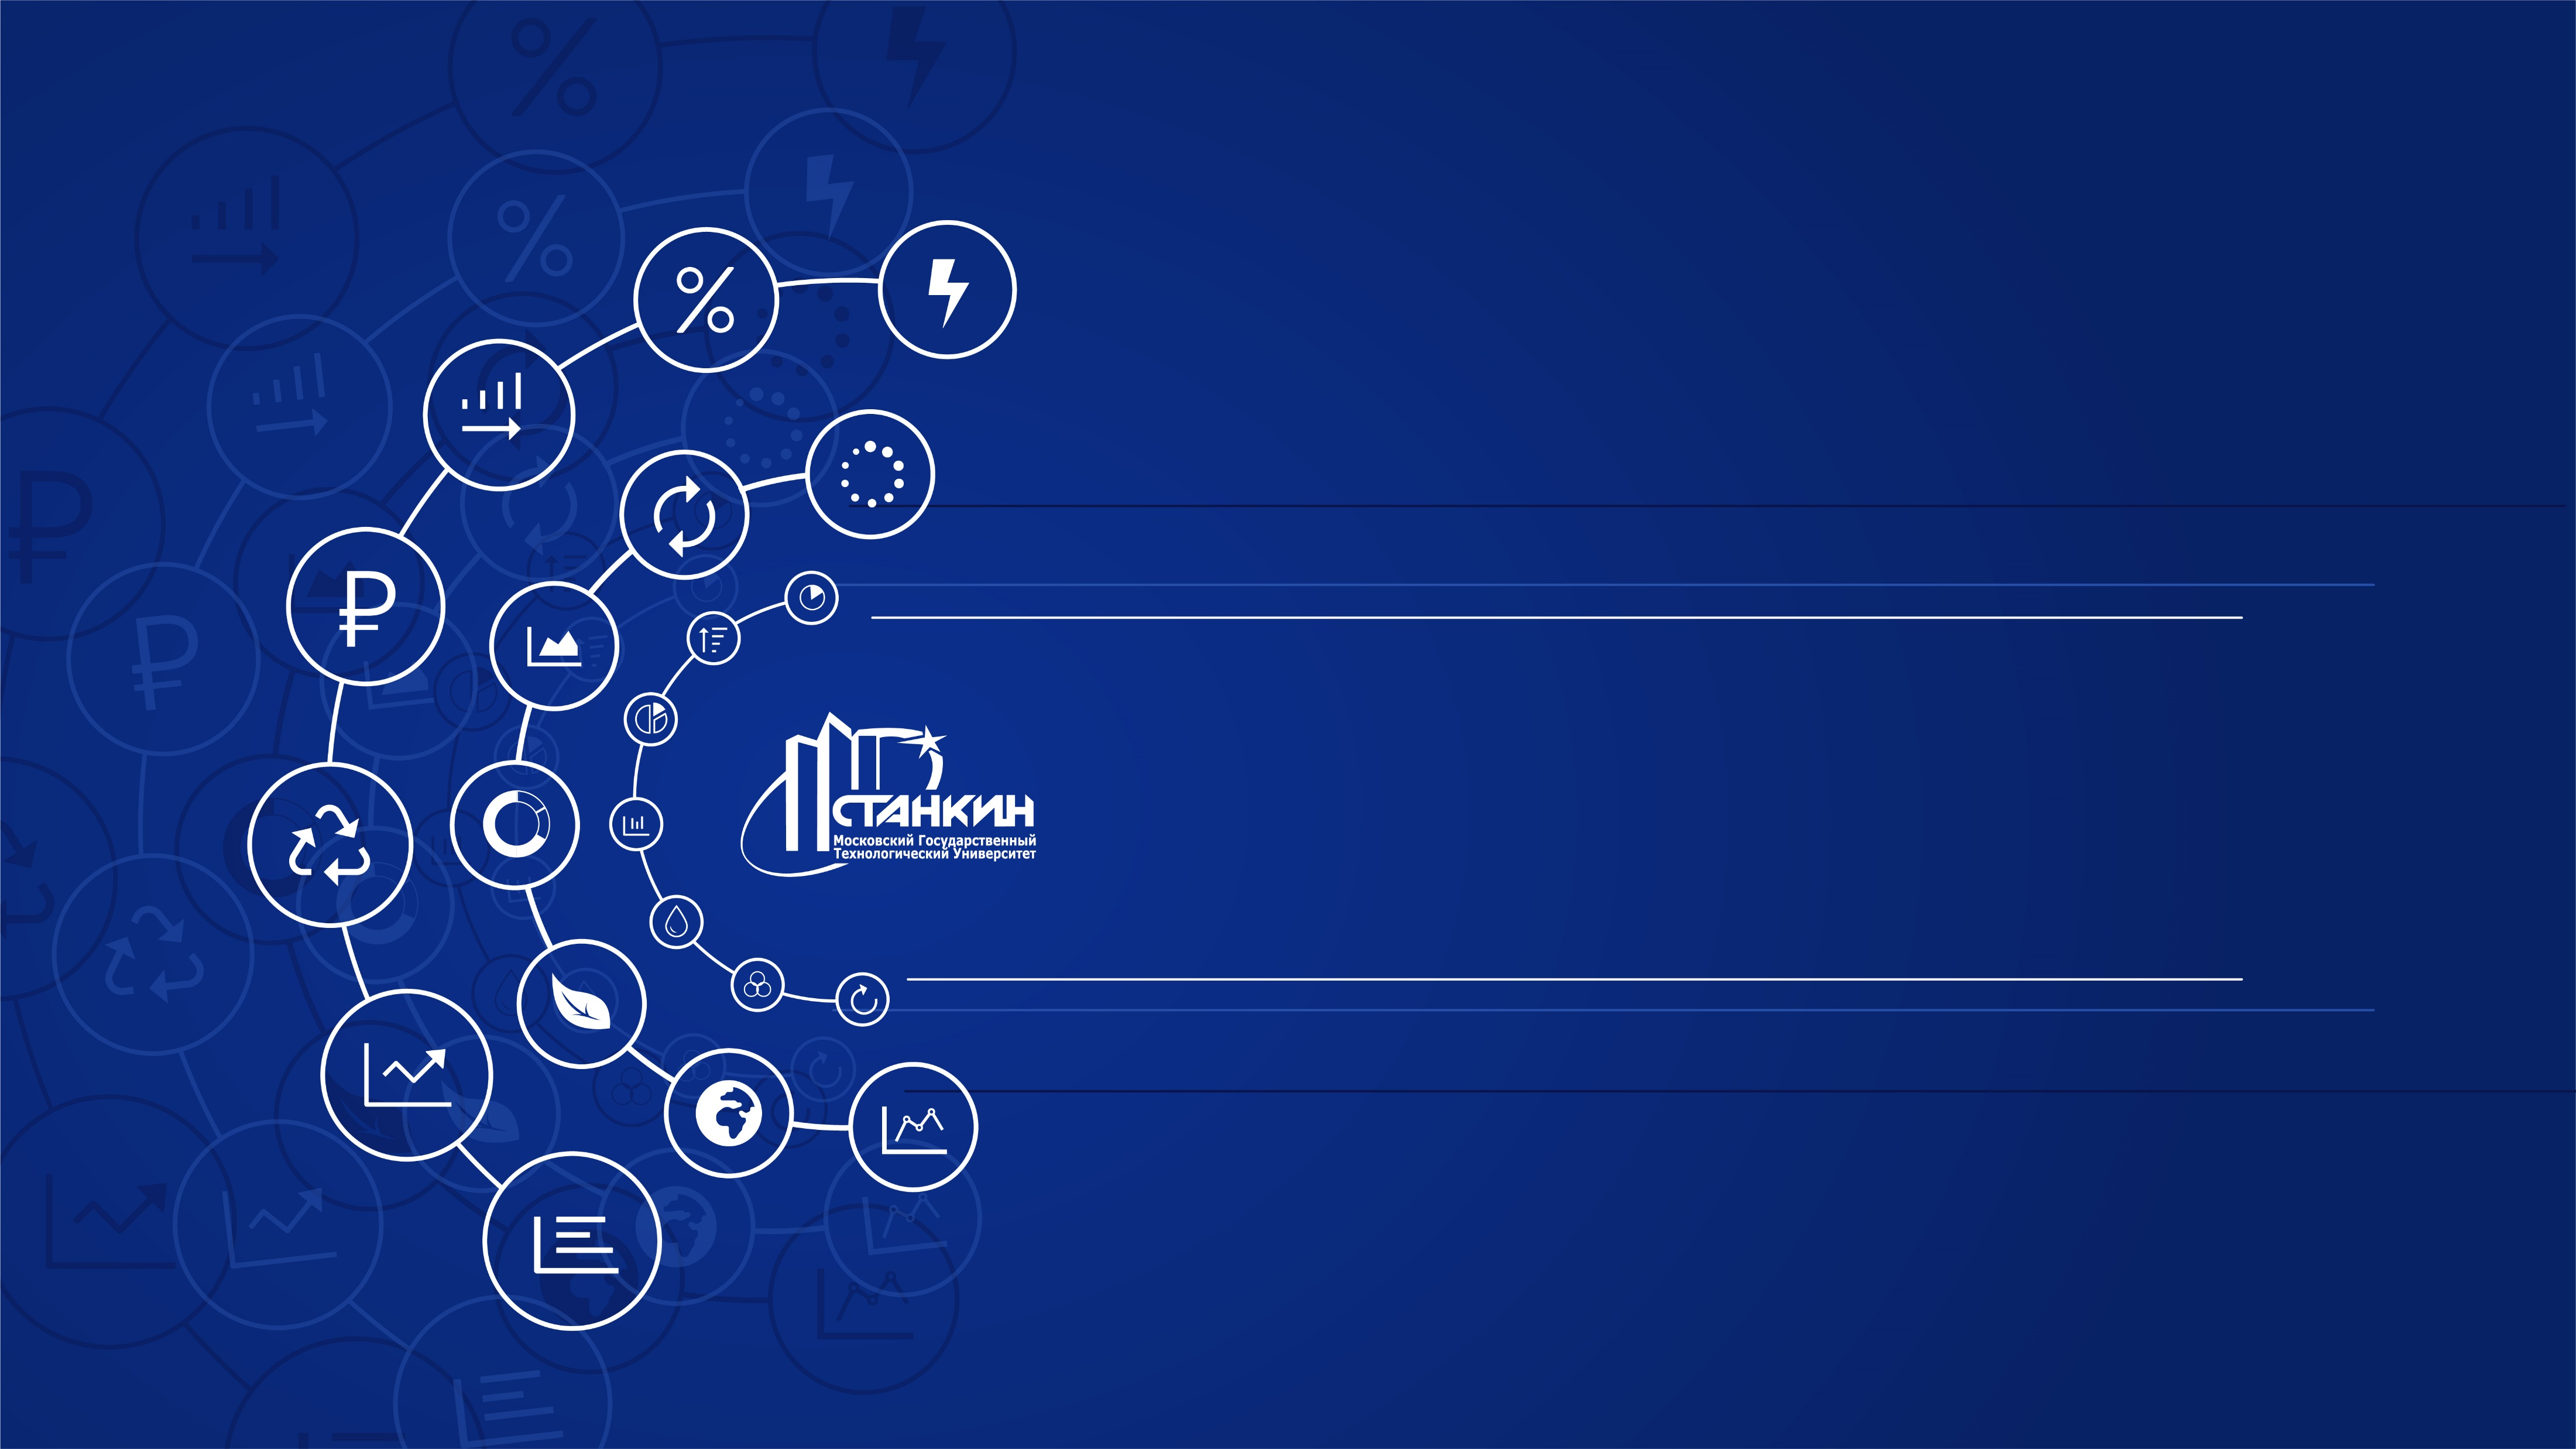 %
₽
СТАНКИН
Московский Государственный
Технологический Университет